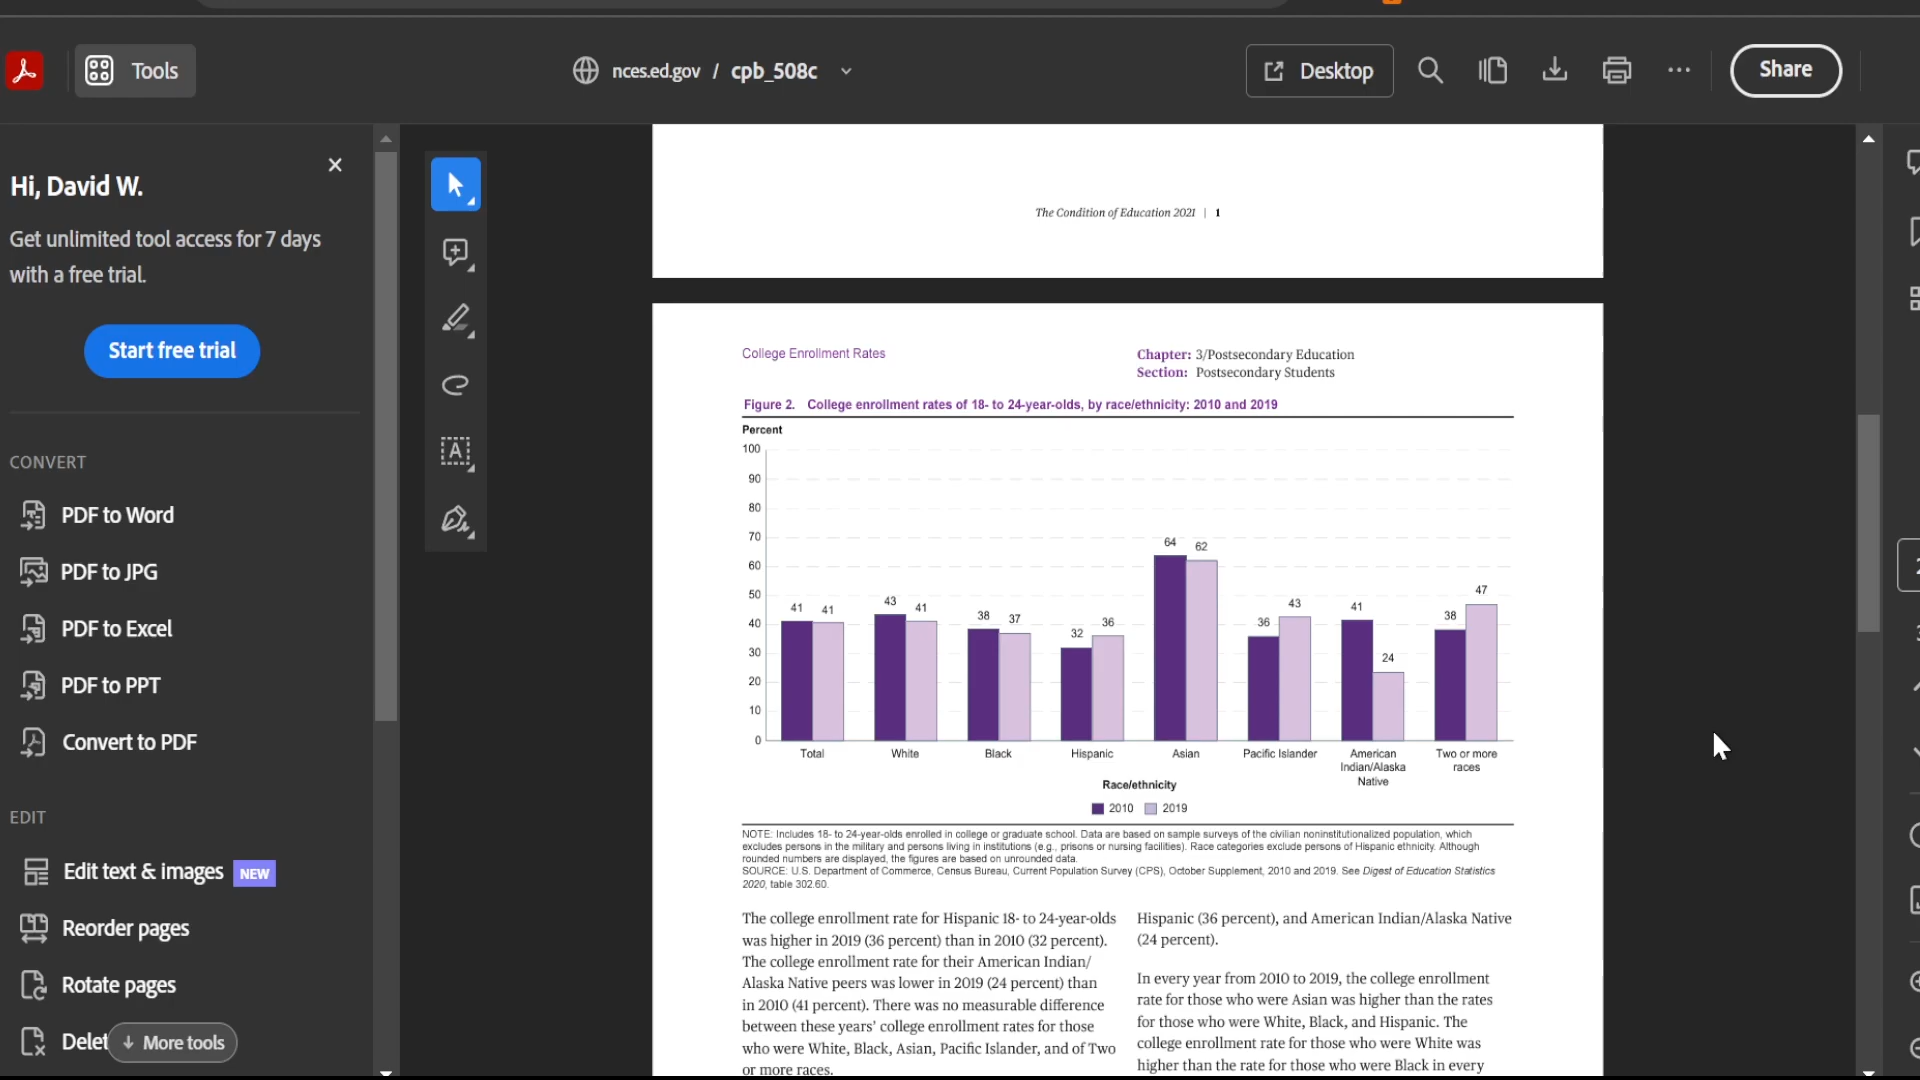 Tools
nces.ed.gov / cpb_508c
Desktop
Share
Hi, David W.
Get unlimited tool access for 7 days
with a free trial.
Start free trial
CONVERT
PDF to Word
PDF to JPG
PDF to Excel
PDF to PPT
Convert to PDF
EDIT
Edit text & images NEW
Reorder pages
Rotate pages
Delet
More tools
The Condition of Education 2021 | 1
College Enrollment Rates
Chapter: 3/Postsecondary Education
Section: Postsecondary Students
Figure 2. College enrollment rates of 18- to 24-year-olds, by race/ethnicity: 2010 and 2019
Percent
100
90
80
70
60
50
40
30
20
10
0
41 41
43 41
38 37
32 36
64 62
36 43
41 24
38 47
Total
White
Black
Hispanic
Asian
Pacific Islander
American
Indian/Alaska
Native
Two or more
races
Race/ethnicity
2010 2019
NOTE: Includes 18- to 24-year-olds enrolled in college or graduate school. Data are based on sample surveys of the civilian noninstitutionalized population, which
excludes persons in the military and persons living in institutions (e.g., prisons or nursing facilities). Race categories exclude persons of Hispanic ethnicity. Although
rounded numbers are displayed, the figures are based on unrounded data.
SOURCE: U.S. Department of Commerce, Census Bureau, Current Population Survey (CPS), October Supplement, 2010 and 2019. See Digest of Education Statistics
2020, table 302.60.
The college enrollment rate for Hispanic 18- to 24-year-olds
was higher in 2019 (36 percent) than in 2010 (32 percent).
The college enrollment rate for their American Indian/
Alaska Native peers was lower in 2019 (24 percent) than
in 2010 (41 percent). There was no measurable difference
between these years' college enrollment rates for those
who were White, Black, Asian, Pacific Islander, and of Two
or more races.
Hispanic (36 percent), and American Indian/Alaska Native
(24 percent).
In every year from 2010 to 2019, the college enrollment
rate for those who were Asian was higher than the rates
for those who were White, Black, and Hispanic. The
college enrollment rate for those who were White was
higher than the rate for those who were Black in every